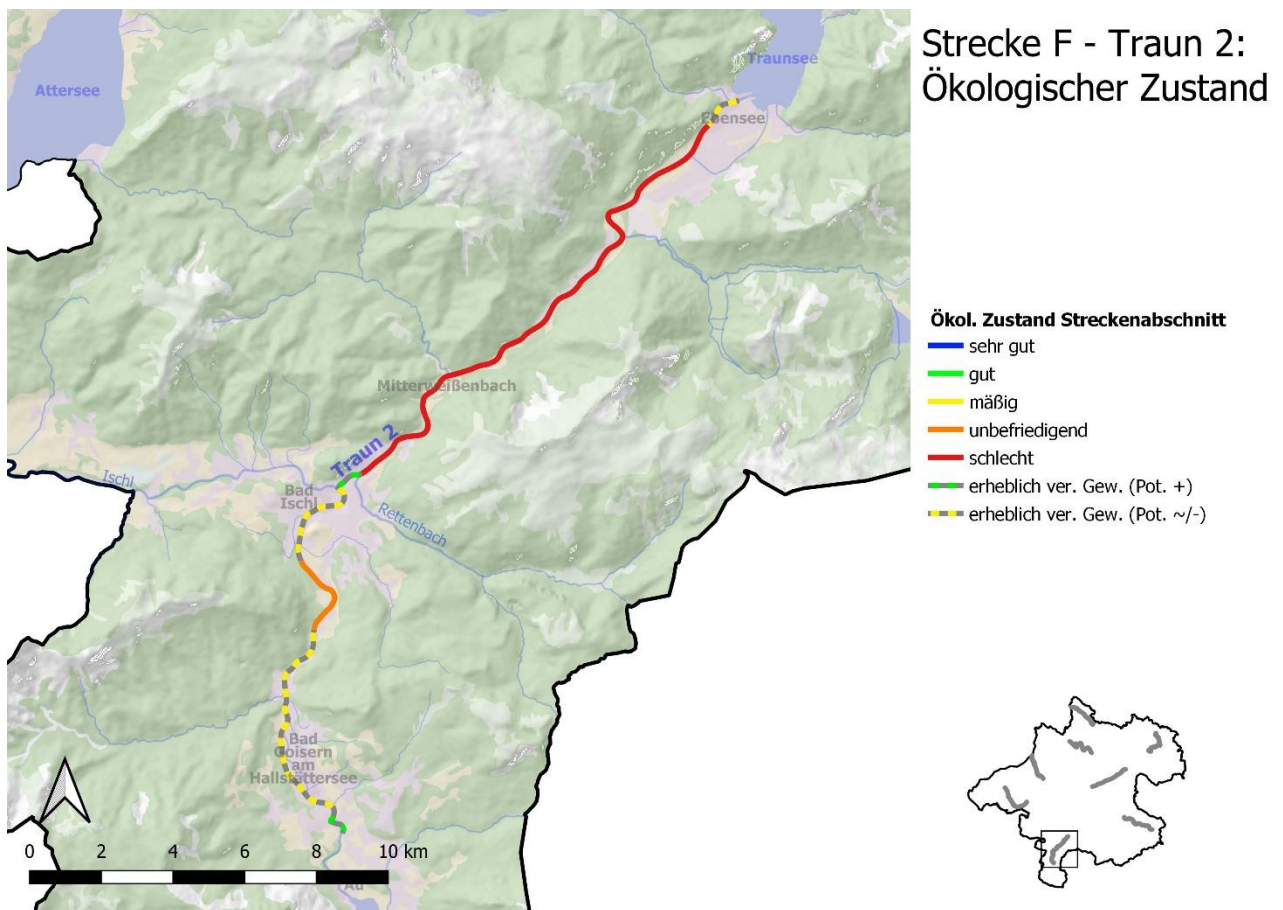 Strecke F - Traun 2:
Ökologischer Zustand
Attersee
Traunsee
Ebensee
Mitterweißenbach
Traun 2
Ischl
Bad
Ischl
Rettenbach
Bad
Goisern
am
Hallstättersee
Au
0 2 4 6 8 10 km
Ökol. Zustand Streckenabschnitt
sehr gut
gut
mäßig
unbefriedigend
schlecht
erheblich ver. Gew. (Pot. +)
erheblich ver. Gew. (Pot. ~/-)